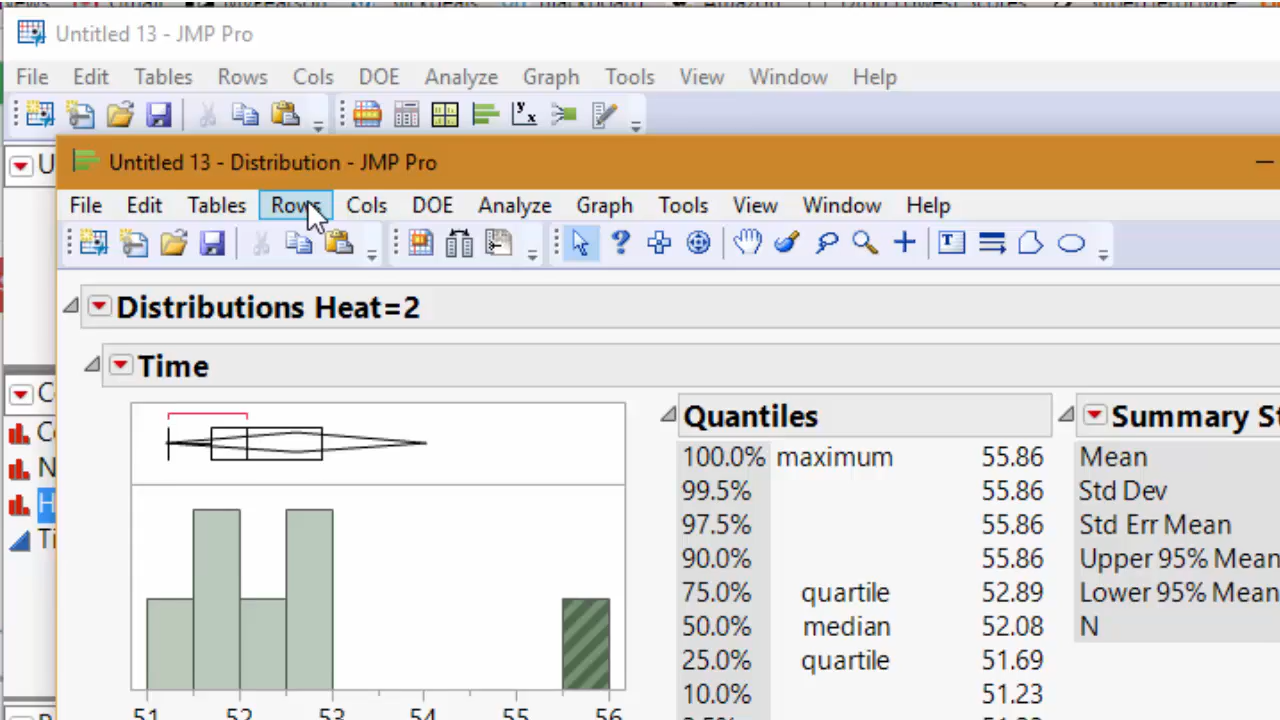 Untitled 13 - JMP Pro
File Edit Tables Rows Cols DOE Analyze Graph Tools View Window Help
Untitled 13 - Distribution - JMP Pro
File Edit Tables Rows Cols DOE Analyze Graph Tools View Window Help
Distributions Heat=2
Time
Quantiles
100.0% maximum 55.86
99.5% 55.86
97.5% 55.86
90.0% 55.86
75.0% quartile 52.89
50.0% median 52.08
25.0% quartile 51.69
10.0% 51.23
Summary St
Mean
Std Dev
Std Err Mean
Upper 95% Mean
Lower 95% Mean
N
51 52 53 54 55 56
U
C
C
N
H
Ti